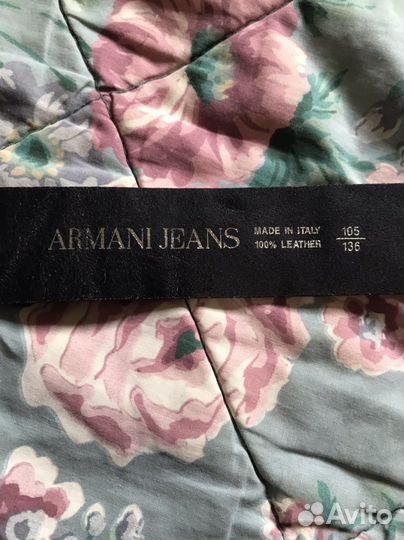 ARMANI JEANS
MADE IN ITALY
100% LEATHER
105
136
Avito